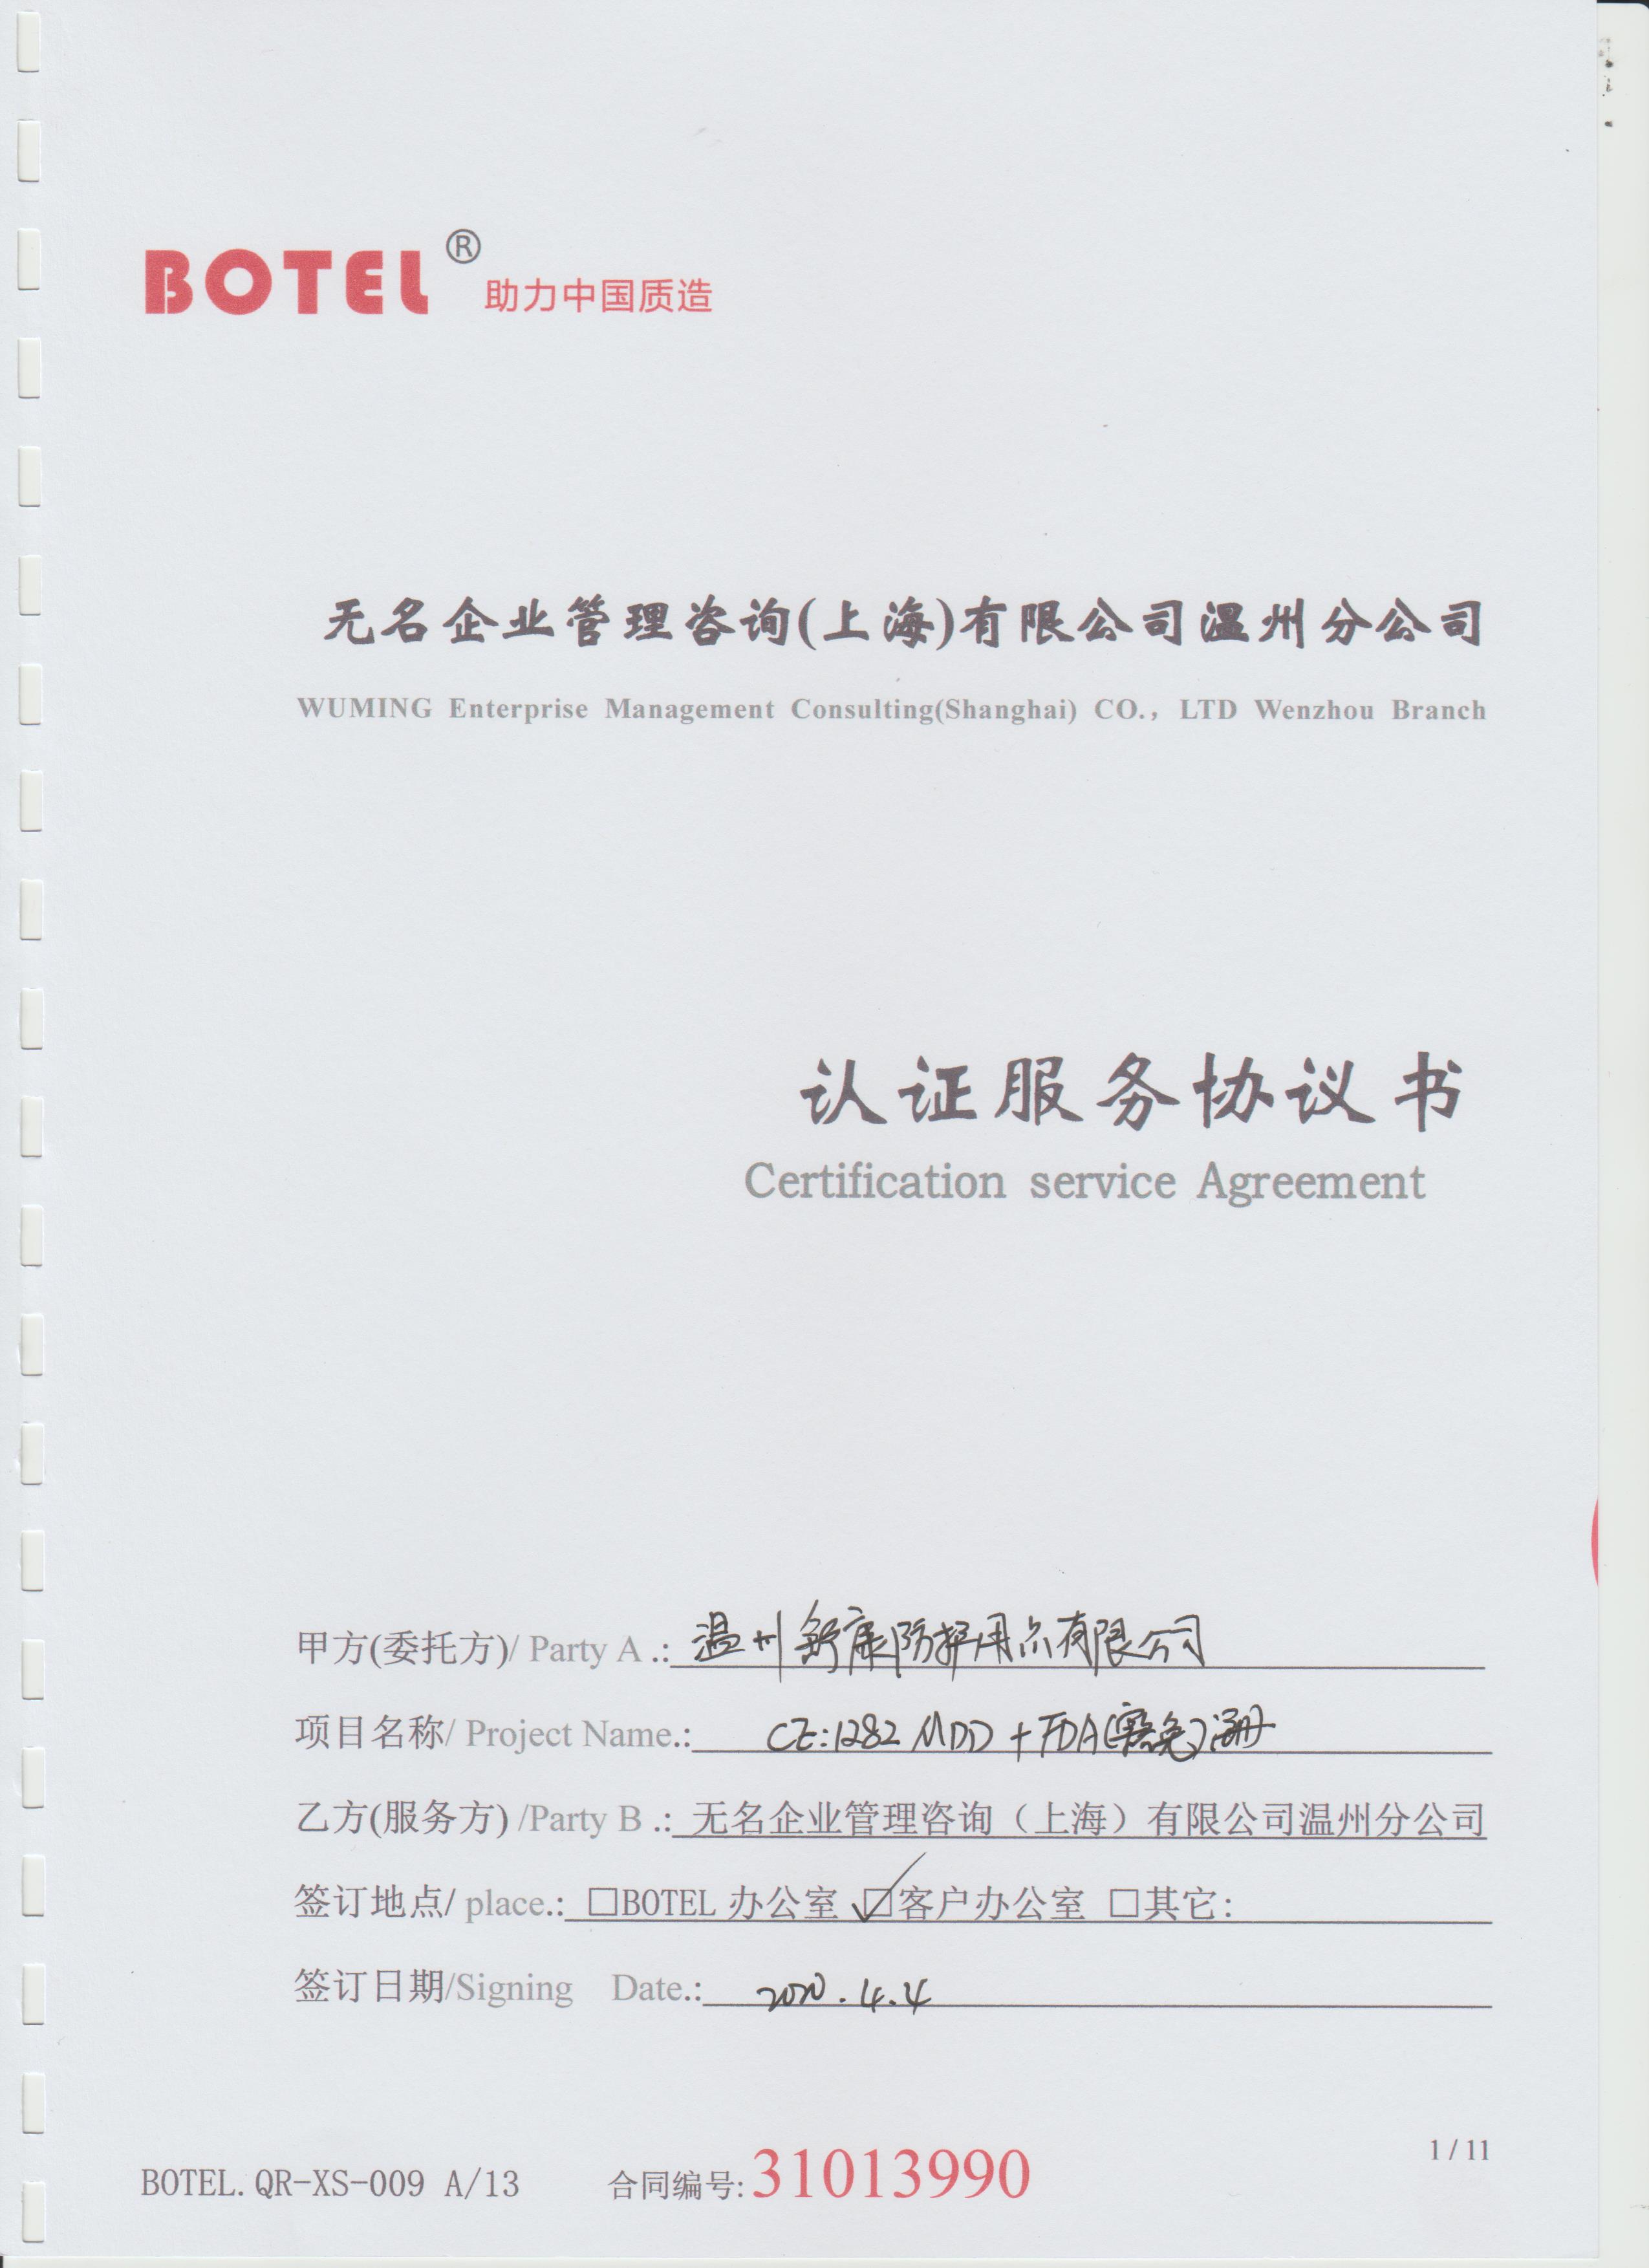 BOTEL® 助力中国质造
无名企业管理咨询(上海)有限公司温州分公司
WUMING Enterprise Management Consulting(Shanghai) CO., LTD Wenzhou Branch
认证服务协议书
Certification service Agreement
甲方(委托方)/ Party A .: 温州舒康防护用品有限公司
项目名称/ Project Name.: CE:1282 MDD + FDA(豁免)注册
乙方(服务方) /Party B .: 无名企业管理咨询（上海）有限公司温州分公司
签订地点/ place.: □BOTEL 办公室 ☑客户办公室 □其它:
签订日期/Signing Date.: 2020.4.4
1 / 11
BOTEL.QR-XS-009 A/13 合同编号: 31013990